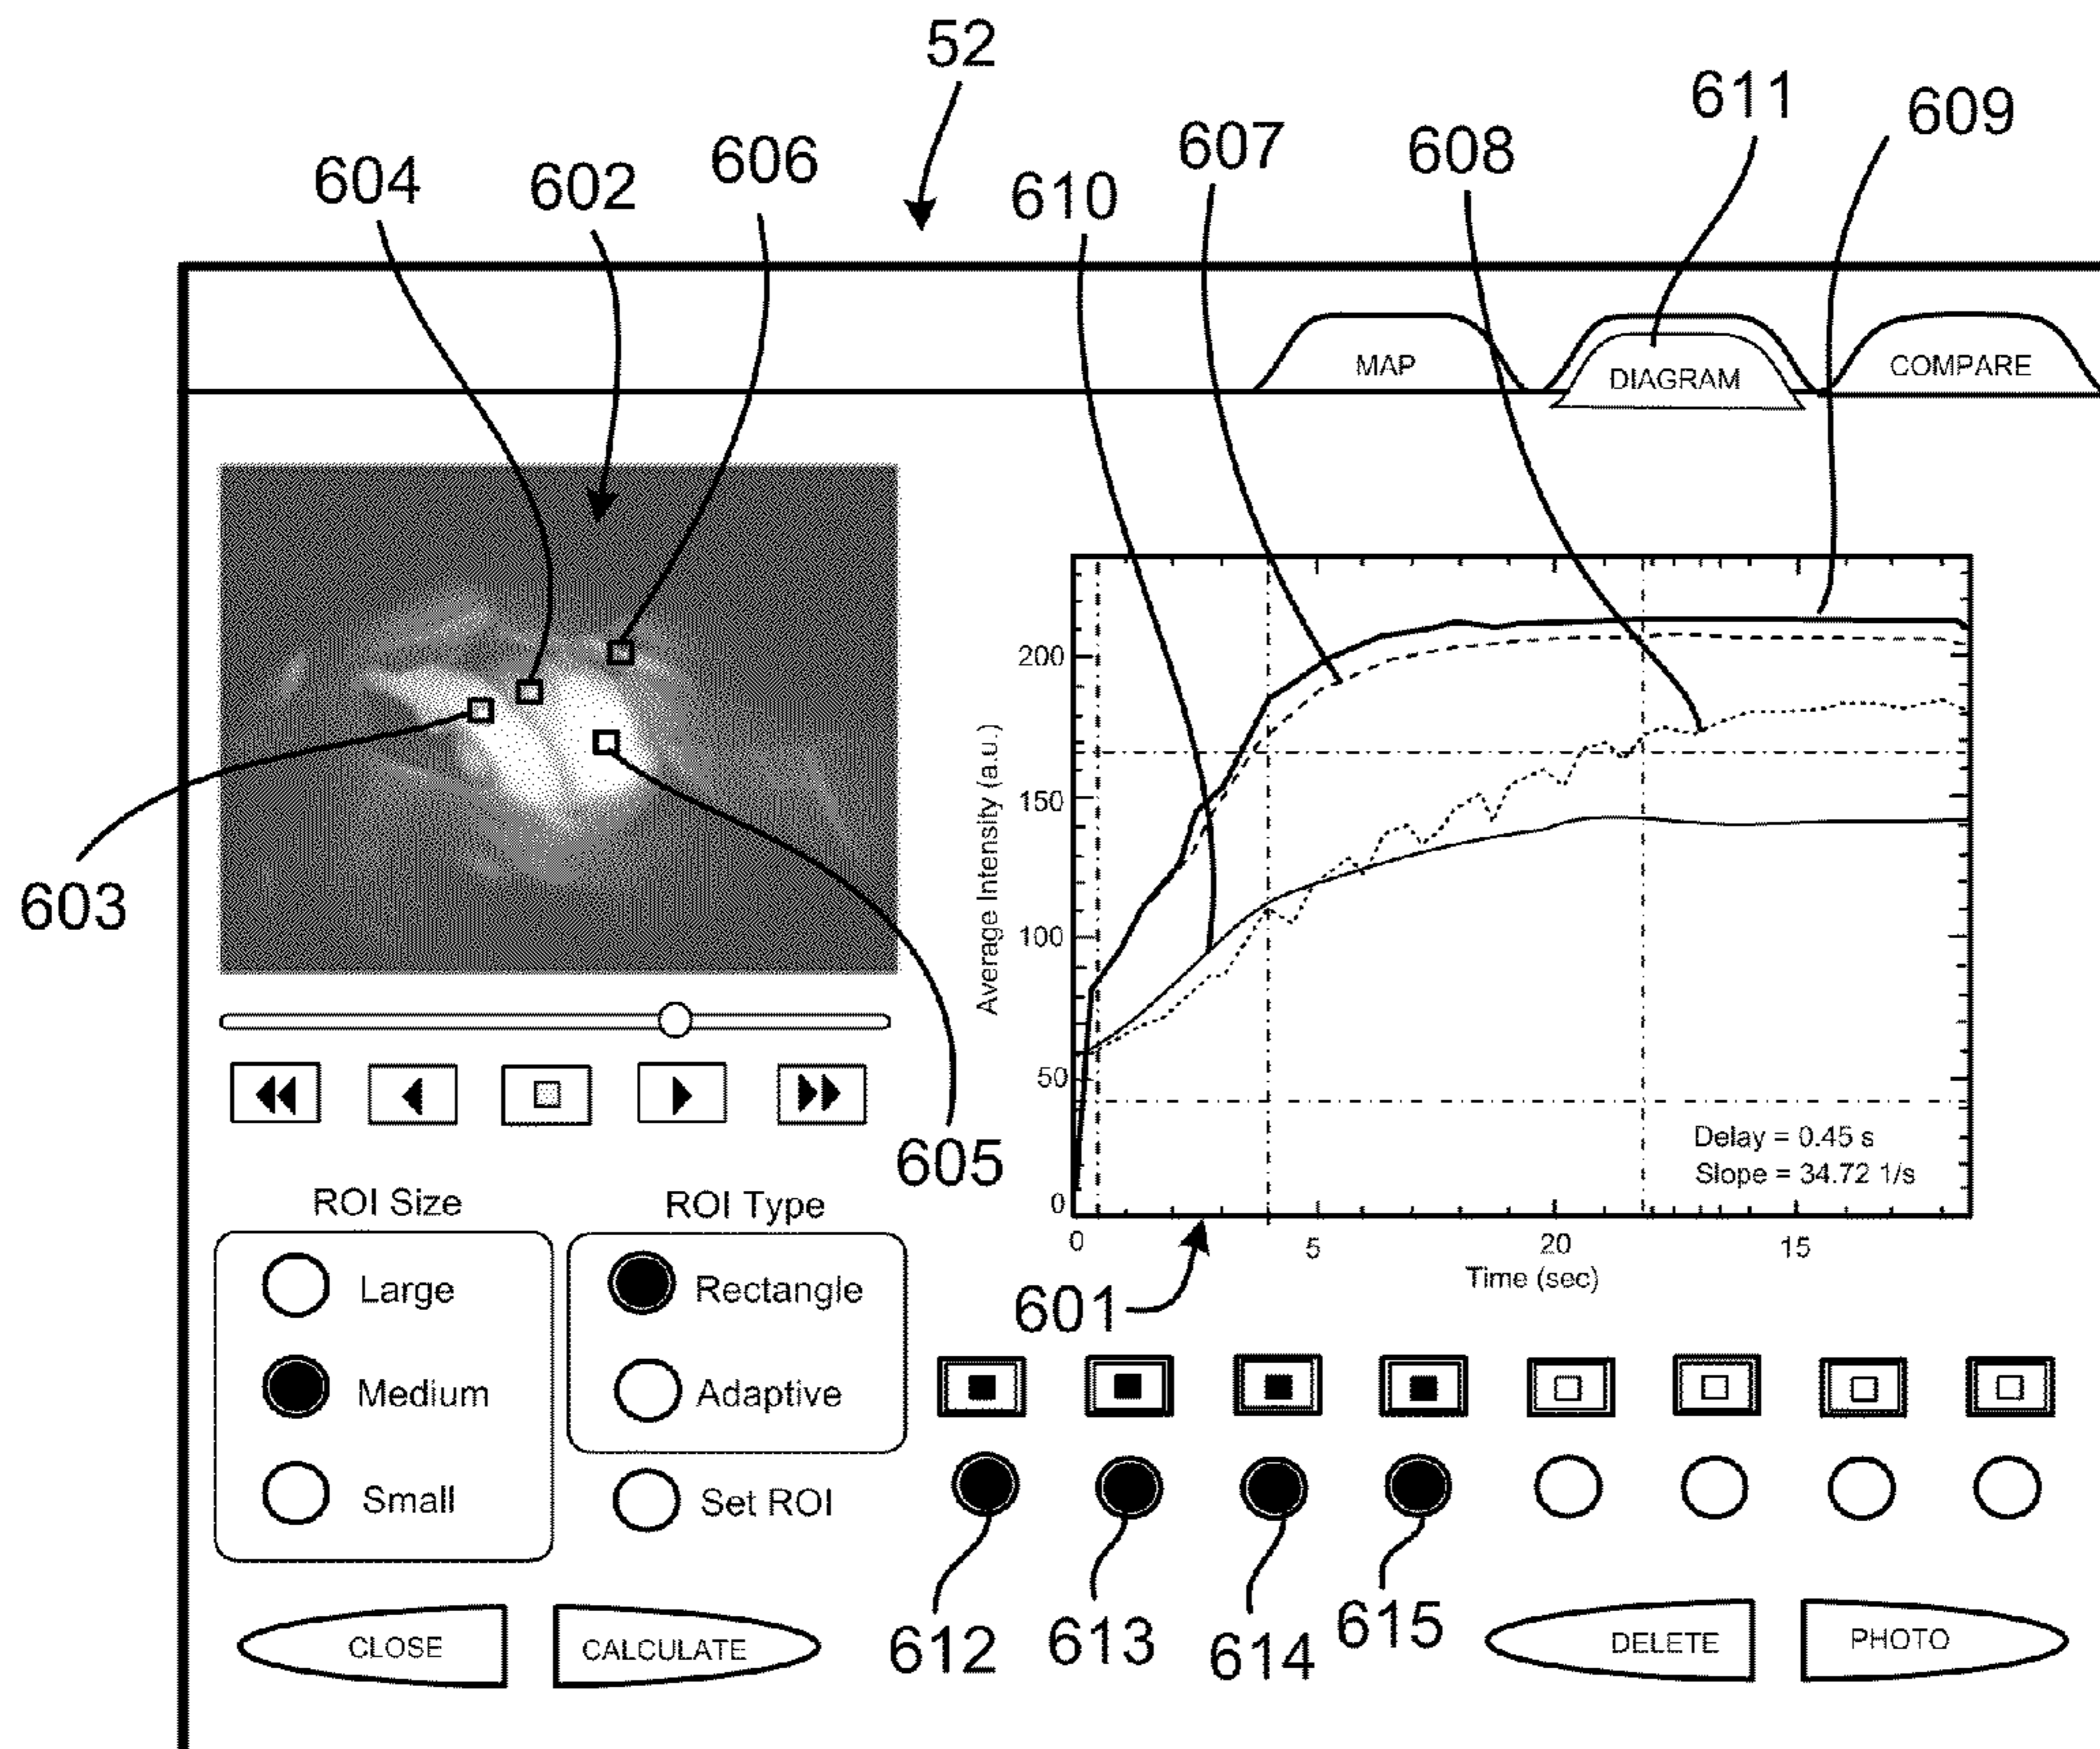 52
611
609
607
608
606
604
602
610
MAP
DIAGRAM
COMPARE
603
605
200
150
100
50
0
Average Intensity (a.u.)
Delay = 0.45 s
Slope = 34.72 1/s
0
5
20
15
Time (sec)
601
ROI Size
ROI Type
Large
Rectangle
Medium
Adaptive
Small
Set ROI
612
613
614
615
CLOSE
CALCULATE
DELETE
PHOTO